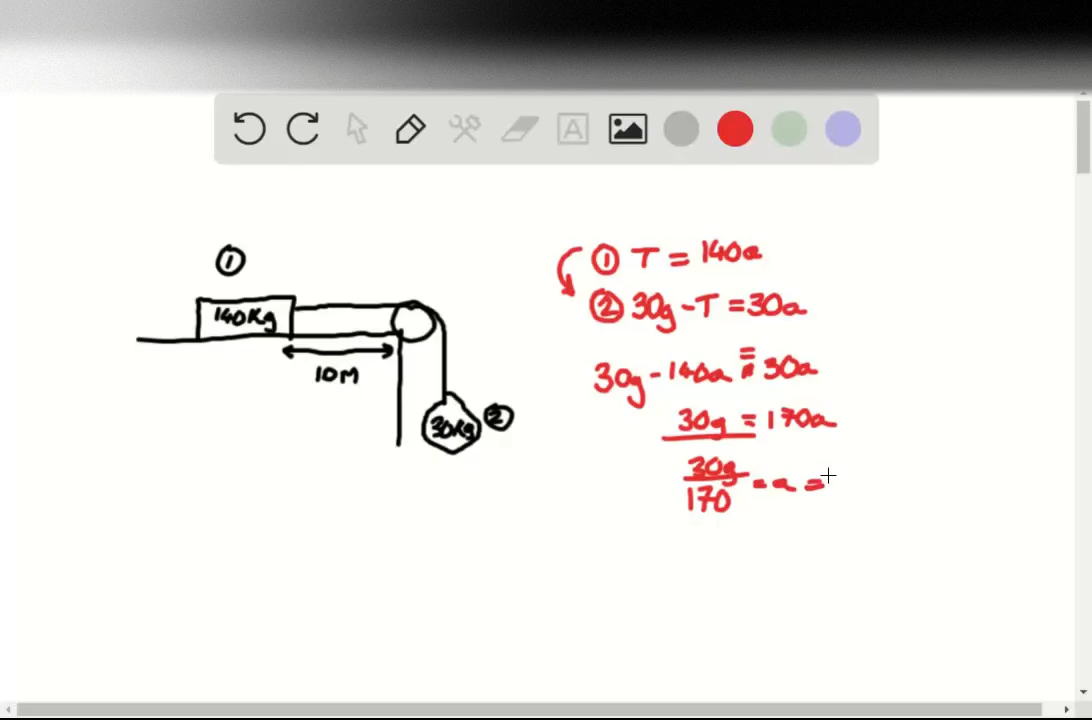 ①
140Kg
10M
30Kg ②
① T = 140a
② 30g - T = 30a
30g - 140a = 30a
30g = 170a
30g/170 = a =
A